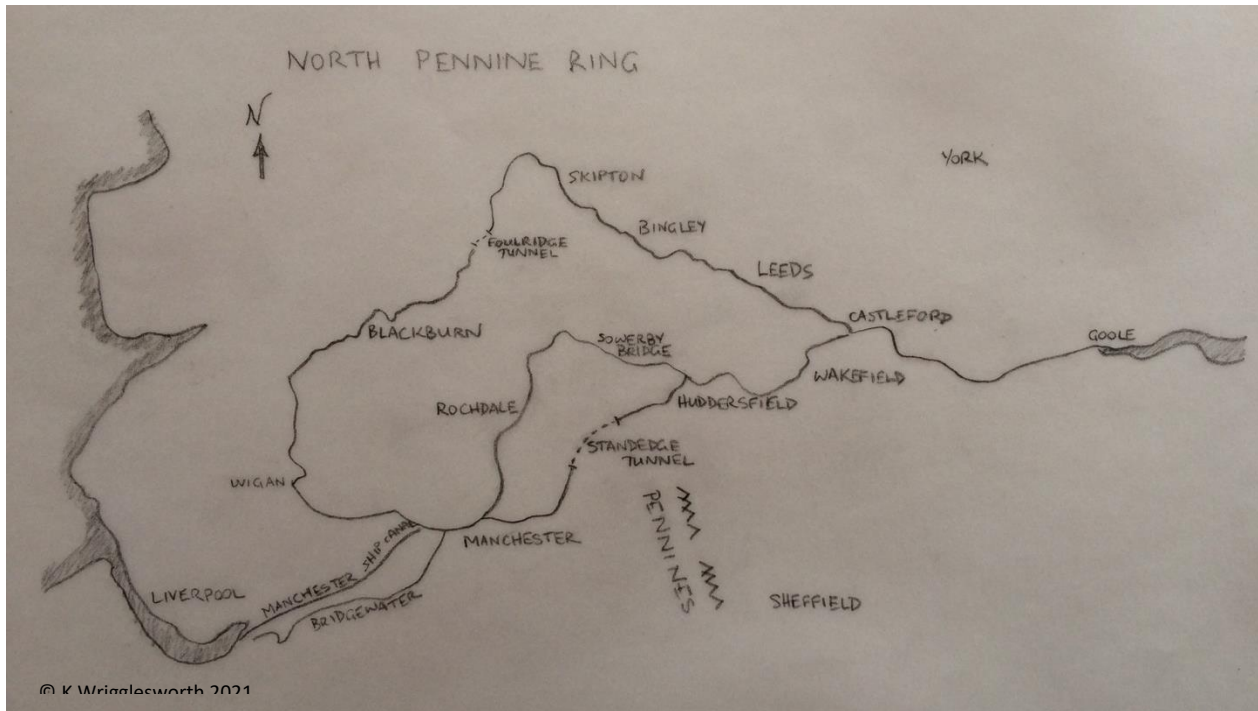 NORTH PENNINE RING
N
YORK
SKIPTON
BINGLEY
FOULRIDGE
TUNNEL
LEEDS
CASTLEFORD
BLACKBURN
SOWERBY
BRIDGE
GOOLE
WAKEFIELD
ROCHDALE
HUDDERSFIELD
STANDEDGE
TUNNEL
WIGAN
PENNINES
MANCHESTER
MANCHESTER SHIP CANAL
LIVERPOOL
BRIDGEWATER
SHEFFIELD
© K Wrigglesworth 2021